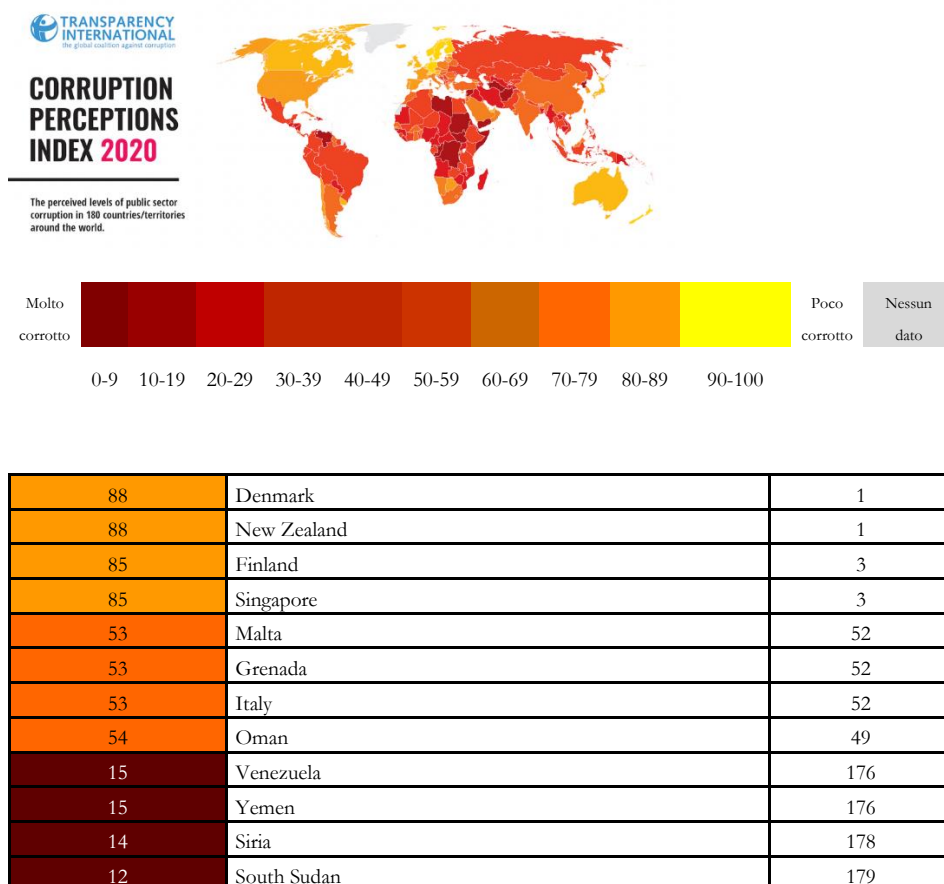 TRANSPARENCY
INTERNATIONAL
the global coalition against corruption
CORRUPTION
PERCEPTIONS
INDEX 2020
The perceived levels of public sector
corruption in 180 countries/territories
around the world.
Molto corrotto
Poco corrotto
Nessun dato
0-9 10-19 20-29 30-39 40-49 50-59 60-69 70-79 80-89 90-100
88 Denmark 1
88 New Zealand 1
85 Finland 3
85 Singapore 3
53 Malta 52
53 Grenada 52
53 Italy 52
54 Oman 49
15 Venezuela 176
15 Yemen 176
14 Siria 178
12 South Sudan 179